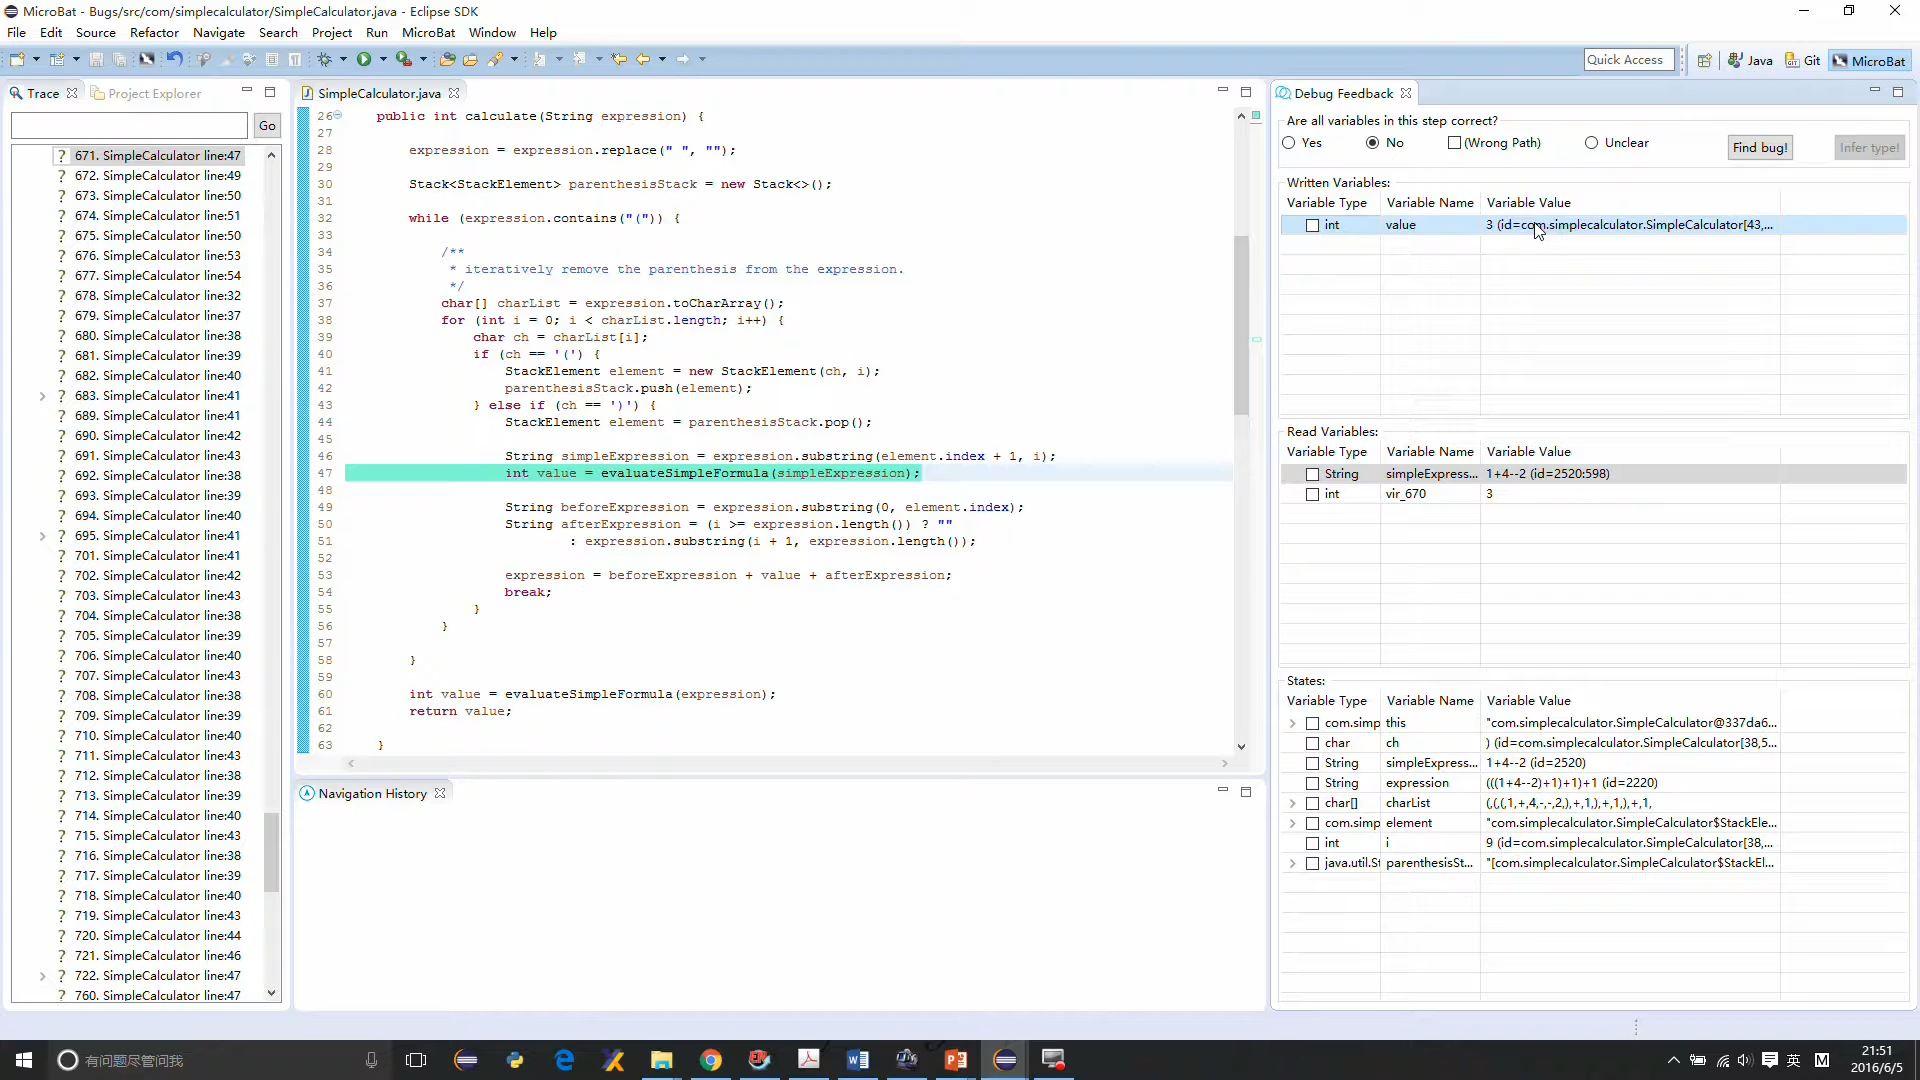 MicroBat - Bugs/src/com/simplecalculator/SimpleCalculator.java - Eclipse SDK
File Edit Source Refactor Navigate Search Project Run MicroBat Window Help
Quick Access Java Git MicroBat
Trace Project Explorer
Go
671. SimpleCalculator line:47
672. SimpleCalculator line:49
673. SimpleCalculator line:50
674. SimpleCalculator line:51
675. SimpleCalculator line:50
676. SimpleCalculator line:53
677. SimpleCalculator line:54
678. SimpleCalculator line:32
679. SimpleCalculator line:37
680. SimpleCalculator line:38
681. SimpleCalculator line:39
682. SimpleCalculator line:40
683. SimpleCalculator line:41
689. SimpleCalculator line:41
690. SimpleCalculator line:42
691. SimpleCalculator line:43
692. SimpleCalculator line:38
693. SimpleCalculator line:39
694. SimpleCalculator line:40
695. SimpleCalculator line:41
701. SimpleCalculator line:41
702. SimpleCalculator line:42
703. SimpleCalculator line:43
704. SimpleCalculator line:38
705. SimpleCalculator line:39
706. SimpleCalculator line:40
707. SimpleCalculator line:43
708. SimpleCalculator line:38
709. SimpleCalculator line:39
710. SimpleCalculator line:40
711. SimpleCalculator line:43
712. SimpleCalculator line:38
713. SimpleCalculator line:39
714. SimpleCalculator line:40
715. SimpleCalculator line:43
716. SimpleCalculator line:38
717. SimpleCalculator line:39
718. SimpleCalculator line:40
719. SimpleCalculator line:43
720. SimpleCalculator line:44
721. SimpleCalculator line:46
722. SimpleCalculator line:47
760. SimpleCalculator line:47
SimpleCalculator.java
26 public int calculate(String expression) {
27
28 expression = expression.replace(" ", "");
29
30 Stack<StackElement> parenthesisStack = new Stack<>();
31
32 while (expression.contains("(")) {
33
34 /**
35 * iteratively remove the parenthesis from the expression.
36 */
37 char[] charList = expression.toCharArray();
38 for (int i = 0; i < charList.length; i++) {
39 char ch = charList[i];
40 if (ch == '(') {
41 StackElement element = new StackElement(ch, i);
42 parenthesisStack.push(element);
43 } else if (ch == ')') {
44 StackElement element = parenthesisStack.pop();
45
46 String simpleExpression = expression.substring(element.index + 1, i);
47 int value = evaluateSimpleFormula(simpleExpression);
48
49 String beforeExpression = expression.substring(0, element.index);
50 String afterExpression = (i >= expression.length()) ? ""
51 : expression.substring(i + 1, expression.length());
52
53 expression = beforeExpression + value + afterExpression;
54 break;
55 }
56 }
57
58 }
59
60 int value = evaluateSimpleFormula(expression);
61 return value;
62
63 }
Navigation History
Debug Feedback
Are all variables in this step correct?
Yes No (Wrong Path) Unclear Find bug! Infer type!
Written Variables:
Variable Type Variable Name Variable Value
int value 3 (id=com.simplecalculator.SimpleCalculator[43,...
Read Variables:
Variable Type Variable Name Variable Value
String simpleExpress... 1+4--2 (id=2520:598)
int vir_670 3
States:
Variable Type Variable Name Variable Value
com.simp this "com.simplecalculator.SimpleCalculator@337da6...
char ch ) (id=com.simplecalculator.SimpleCalculator[38,5...
String simpleExpress... 1+4--2 (id=2520)
String expression (((1+4--2)+1)+1)+1 (id=2220)
char[] charList (,(,(,1,+,4,-,-,2,),+,1,),+,1,),+,1,
com.simp element "com.simplecalculator.SimpleCalculator$StackEle...
int i 9 (id=com.simplecalculator.SimpleCalculator[38,...
java.util.St parenthesisSt... "[com.simplecalculator.SimpleCalculator$StackEl...
有问题尽管问我
英 M
21:51
2016/6/5